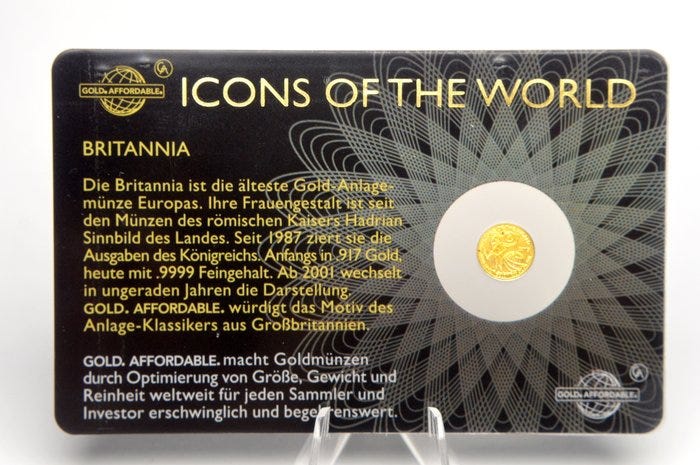 GOLD. AFFORDABLE.
GA
ICONS OF THE WORLD
BRITANNIA
Die Britannia ist die älteste Gold-Anlage-
münze Europas. Ihre Frauengestalt ist seit
den Münzen des römischen Kaisers Hadrian
Sinnbild des Landes. Seit 1987 ziert sie die
Ausgaben des Königreichs. Anfangs in .917 Gold,
heute mit .9999 Feingehalt. Ab 2001 wechselt
in ungeraden Jahren die Darstellung.
GOLD. AFFORDABLE. würdigt das Motiv des
Anlage-Klassikers aus Großbritannien.
GOLD. AFFORDABLE. macht Goldmünzen
durch Optimierung von Größe, Gewicht und
Reinheit weltweit für jeden Sammler und
Investor erschwinglich und begehrenswert.
GOLD. AFFORDABLE.
GA